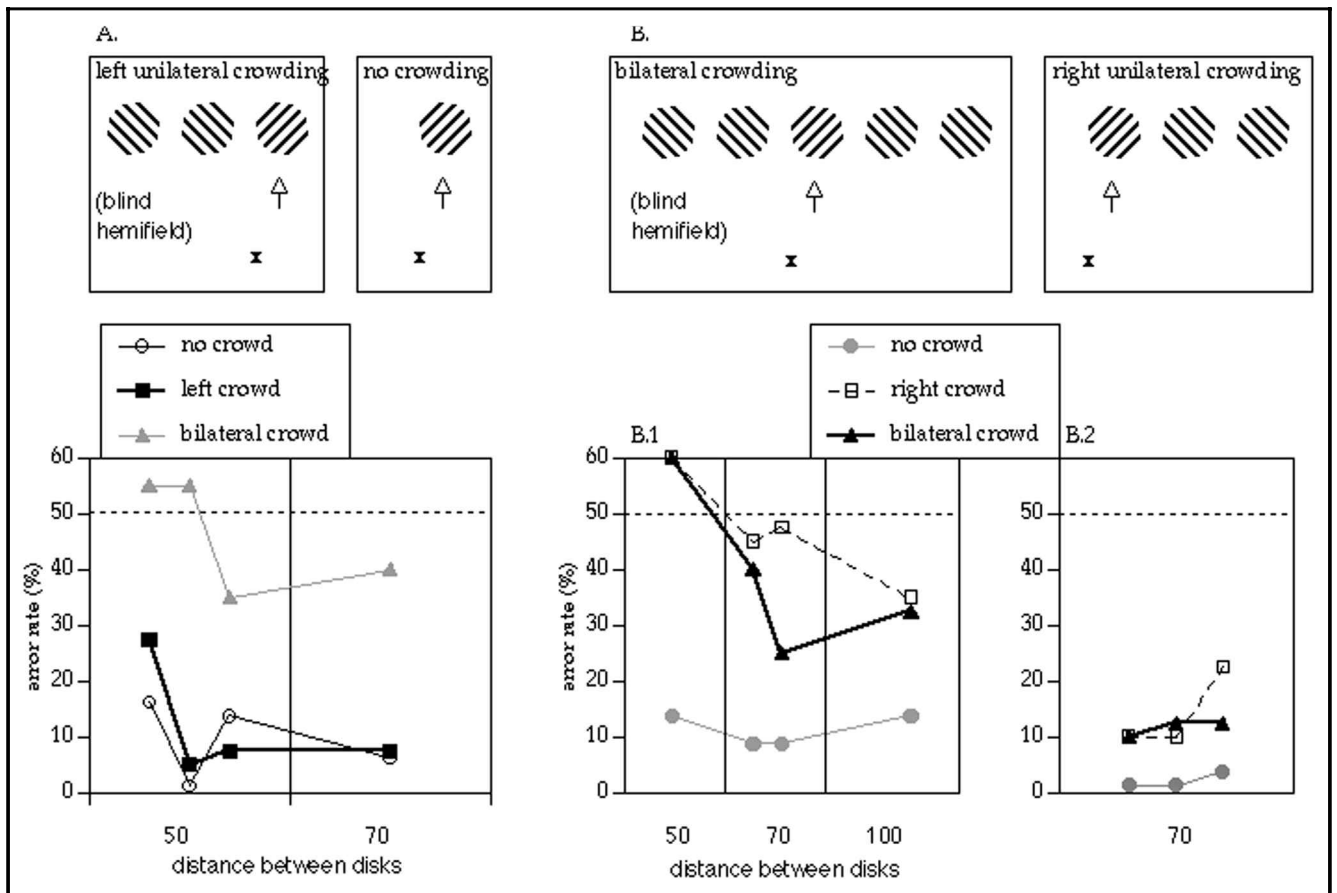 A.
left unilateral crowding
(blind
hemifield)
no crowding
B.
bilateral crowding
(blind
hemifield)
right unilateral crowding
no crowd
left crowd
bilateral crowd
60
50
40
30
20
10
0
arror rate (%)
50 70
distance between disks
no crowd
right crowd
bilateral crowd
B.1
60
50
40
30
20
10
0
arror rate (%)
50 70 100
distance between disks
B.2
60
50
40
30
20
10
0
70